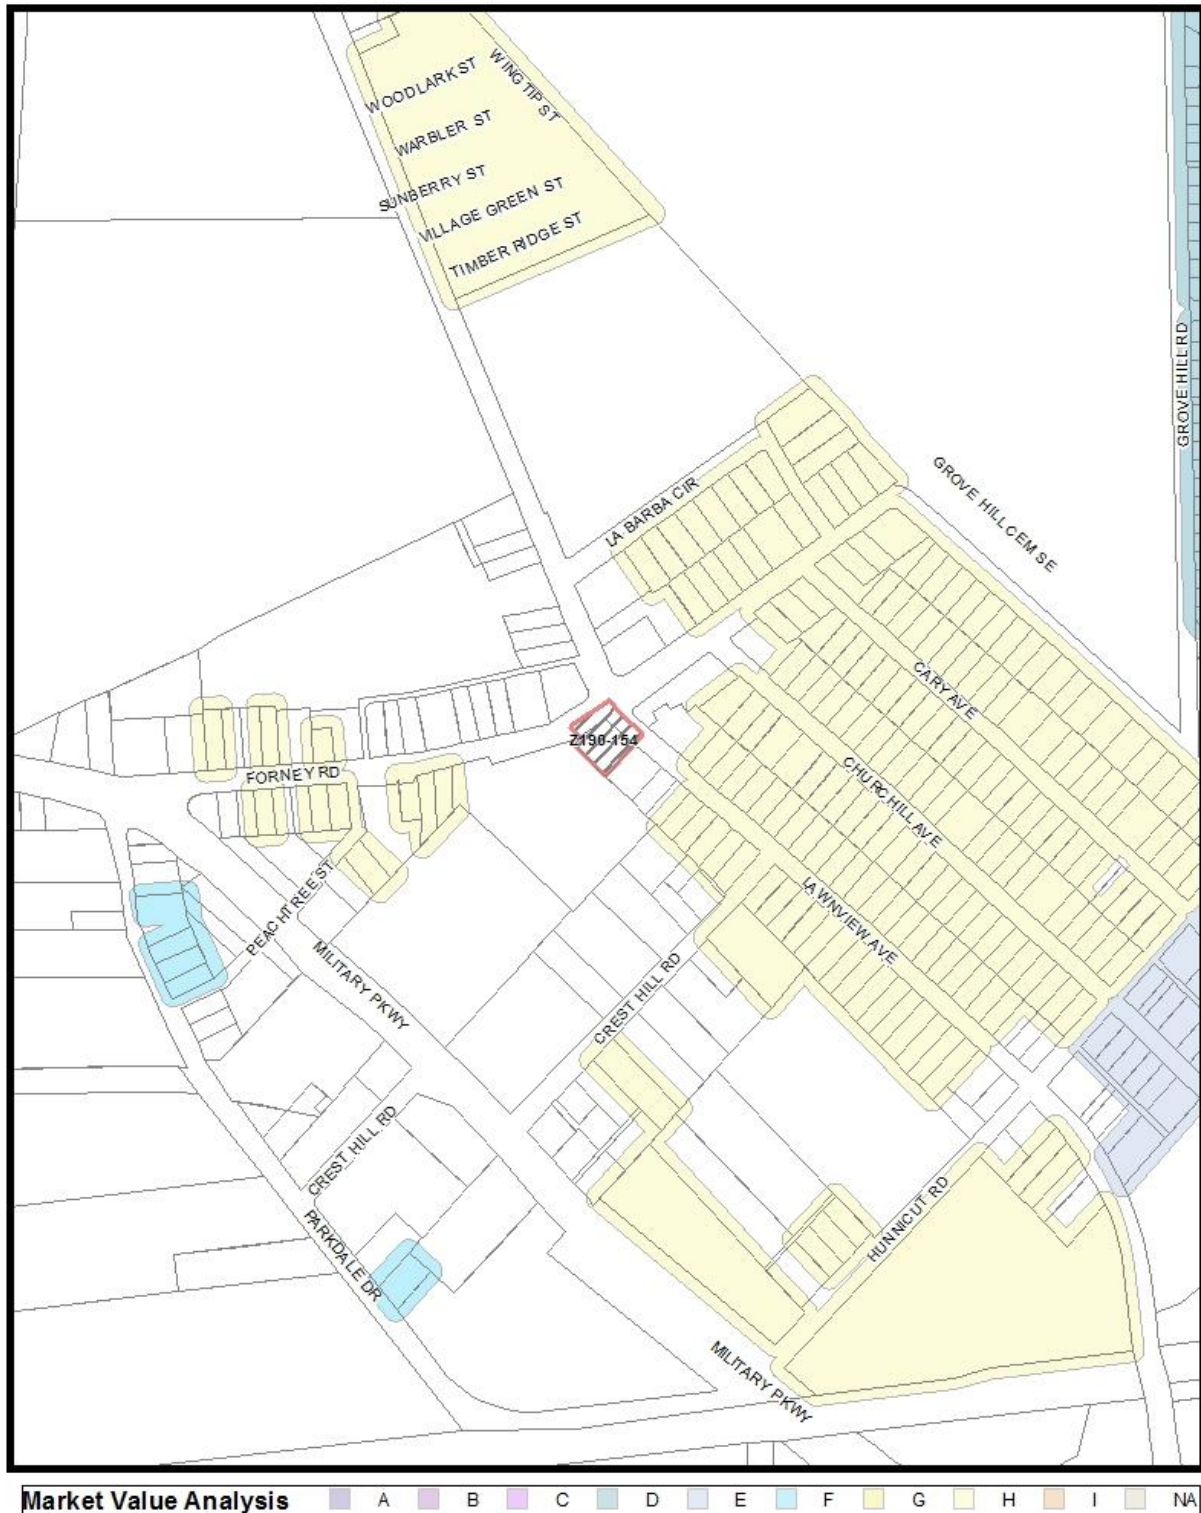 WING TIP ST
WOODLARK ST
WARBLER ST
SUNBERRY ST
VILLAGE GREEN ST
TIMBER RIDGE ST
GROVE HILL RD
GROVE HILL CEM SE
LA BARBA CIR
CARY AVE
Z190-154
FORNEY RD
CHURCHILL AVE
LAWNVIEW AVE
PEACHTREE ST
MILITARY PKWY
CREST HILL RD
CREST HILL RD
HUNNICUT RD
PARKDALE DR
MILITARY PKWY
Market Value Analysis A B C D E F G H I NA